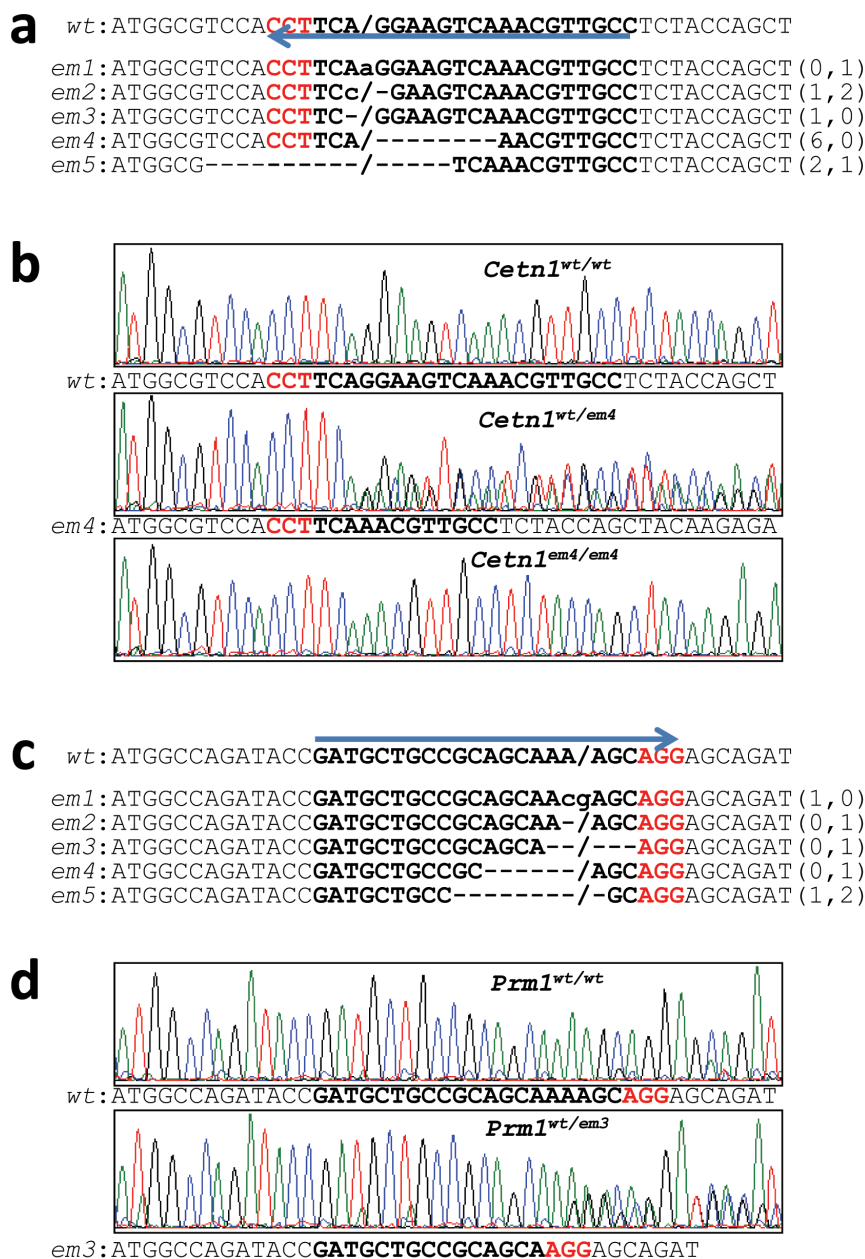 a
wt:ATGGCGTCCACCTTCA/GGAAGTCAAACGTTGCCTCTACCAGCT
em1:ATGGCGTCCACCTTCAaGGAAGTCAAACGTTGCCTCTACCAGCT(0,1)
em2:ATGGCGTCCACCTTCc/-GAAGTCAAACGTTGCCTCTACCAGCT(1,2)
em3:ATGGCGTCCACCTTC-/GGAAGTCAAACGTTGCCTCTACCAGCT(1,0)
em4:ATGGCGTCCACCTTCA/--------AACGTTGCCTCTACCAGCT(6,0)
em5:ATGGCG----------/-----TCAAACGTTGCCTCTACCAGCT(2,1)
b
Cetn1wt/wt
wt:ATGGCGTCCACCTTCAGGAAGTCAAACGTTGCCTCTACCAGCT
Cetn1wt/em4
em4:ATGGCGTCCACCTTCAAACGTTGCCTCTACCAGCTACAAGAGA
Cetn1em4/em4
c
wt:ATGGCCAGATACCGATGCTGCCGCAGCAAA/AGCAGGAGCAGAT
em1:ATGGCCAGATACCGATGCTGCCGCAGCAAcgAGCAGGAGCAGAT(1,0)
em2:ATGGCCAGATACCGATGCTGCCGCAGCAA-/AGCAGGAGCAGAT(0,1)
em3:ATGGCCAGATACCGATGCTGCCGCAGCA--/---AGGAGCAGAT(0,1)
em4:ATGGCCAGATACCGATGCTGCCGC------/AGCAGGAGCAGAT(0,1)
em5:ATGGCCAGATACCGATGCTGCC--------/-GCAGGAGCAGAT(1,2)
d
Prm1wt/wt
wt:ATGGCCAGATACCGATGCTGCCGCAGCAAAAGCAGGAGCAGAT
Prm1wt/em3
em3:ATGGCCAGATACCGATGCTGCCGCAGCAAGGAGCAGAT